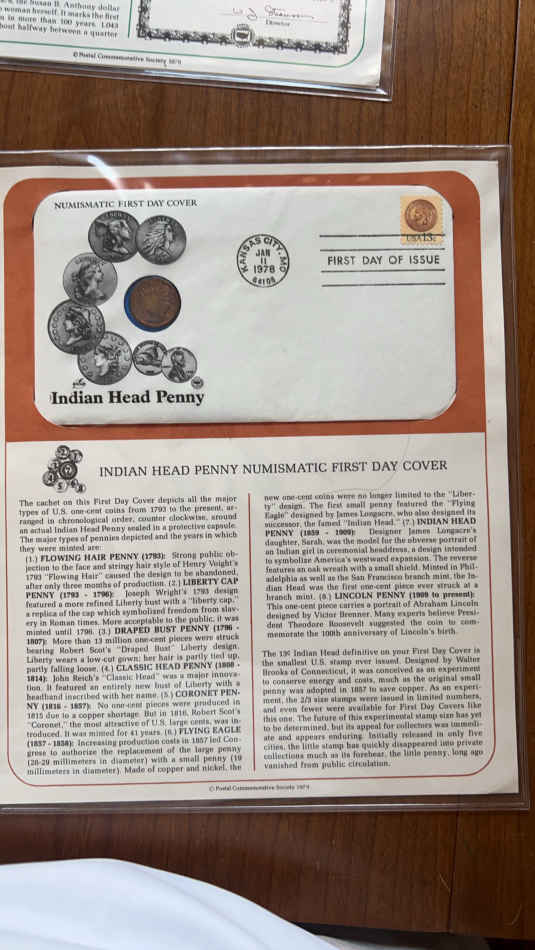 the Susan B. Anthony dollar
woman herself. It marks the first
in more than 100 years. 1,043
about halfway between a quarter
Director
© Postal Commemorative Society 1979
NUMISMATIC FIRST DAY COVER
KANSAS CITY, MO
JAN
11
1978
64108
USA 13c
FIRST DAY OF ISSUE
Indian Head Penny
INDIAN HEAD PENNY NUMISMATIC FIRST DAY COVER
The cachet on this First Day Cover depicts all the major
types of U.S. one-cent coins from 1793 to the present, ar-
ranged in chronological order, counter clockwise, around
an actual Indian Head Penny sealed in a protective capsule.
The major types of pennies depicted and the years in which
they were minted are:
(1.) FLOWING HAIR PENNY (1793): Strong public ob-
jection to the face and stringy hair style of Henry Voight's
1793 "Flowing Hair" caused the design to be abandoned,
after only three months of production. (2.) LIBERTY CAP
PENNY (1793 - 1796): Joseph Wright's 1793 design
featured a more refined Liberty bust with a "liberty cap,"
a replica of the cap which symbolized freedom from slav-
ery in Roman times. More acceptable to the public, it was
minted until 1796. (3.) DRAPED BUST PENNY (1796 -
1807): More than 13 million one-cent pieces were struck
bearing Robert Scot's "Draped Bust" Liberty design.
Liberty wears a low-cut gown; her hair is partly tied up,
partly falling loose. (4.) CLASSIC HEAD PENNY (1808 -
1814): John Reich's "Classic Head" was a major innova-
tion. It featured an entirely new bust of Liberty with a
headband inscribed with her name. (5.) CORONET PEN-
NY (1816 - 1857): No one-cent pieces were produced in
1815 due to a copper shortage. But in 1816, Robert Scot's
"Coronet," the most attractive of U.S. large cents, was in-
troduced. It was minted for 41 years. (6.) FLYING EAGLE
(1857 - 1858): Increasing production costs in 1857 led Con-
gress to authorize the replacement of the large penny
(28-29 millimeters in diameter) with a small penny (19
millimeters in diameter). Made of copper and nickel, the
new one-cent coins were no longer limited to the "Liber-
ty" design. The first small penny featured the "Flying
Eagle" designed by James Longacre, who also designed its
successor, the famed "Indian Head." (7.) INDIAN HEAD
PENNY (1859 - 1909): Designer James Longacre's
daughter, Sarah, was the model for the obverse portrait of
an Indian girl in ceremonial headdress, a design intended
to symbolize America's westward expansion. The reverse
features an oak wreath with a small shield. Minted in Phil-
adelphia as well as the San Francisco branch mint, the In-
dian Head was the first one-cent piece ever struck at a
branch mint. (8.) LINCOLN PENNY (1909 to present):
This one-cent piece carries a portrait of Abraham Lincoln
designed by Victor Brenner. Many experts believe Presi-
dent Theodore Roosevelt suggested the coin to com-
memorate the 100th anniversary of Lincoln's birth.
The 13¢ Indian Head definitive on your First Day Cover is
the smallest U.S. stamp ever issued. Designed by Walter
Brooks of Connecticut, it was conceived as an experiment
to conserve energy and costs, much as the original small
penny was adopted in 1857 to save copper. As an experi-
ment, the 2/3 size stamps were issued in limited numbers,
and even fewer were available for First Day Covers like
this one. The future of this experimental stamp size has yet
to be determined, but its appeal for collectors was immedi-
ate and appears enduring. Initially released in only five
cities, the little stamp has quickly disappeared into private
collections much as its forebear, the little penny, long ago
vanished from public circulation.
© Postal Commemorative Society 1979